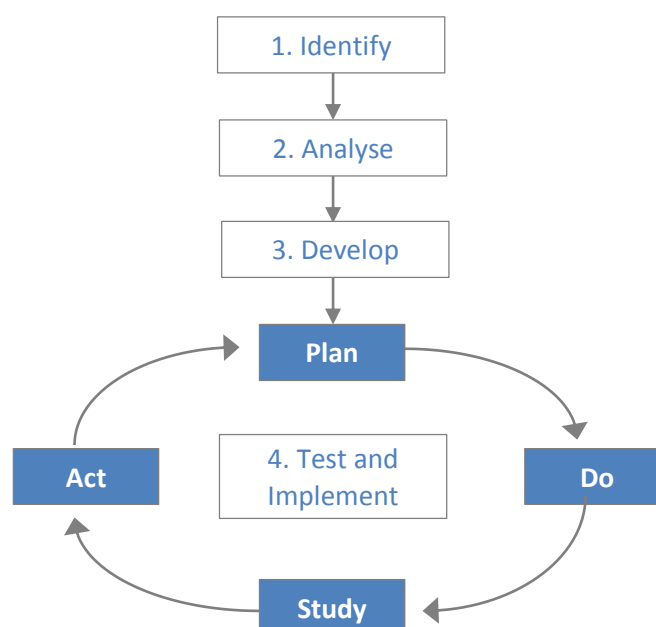 1. Identify
2. Analyse
3. Develop
Plan
Act
4. Test and
Implement
Do
Study